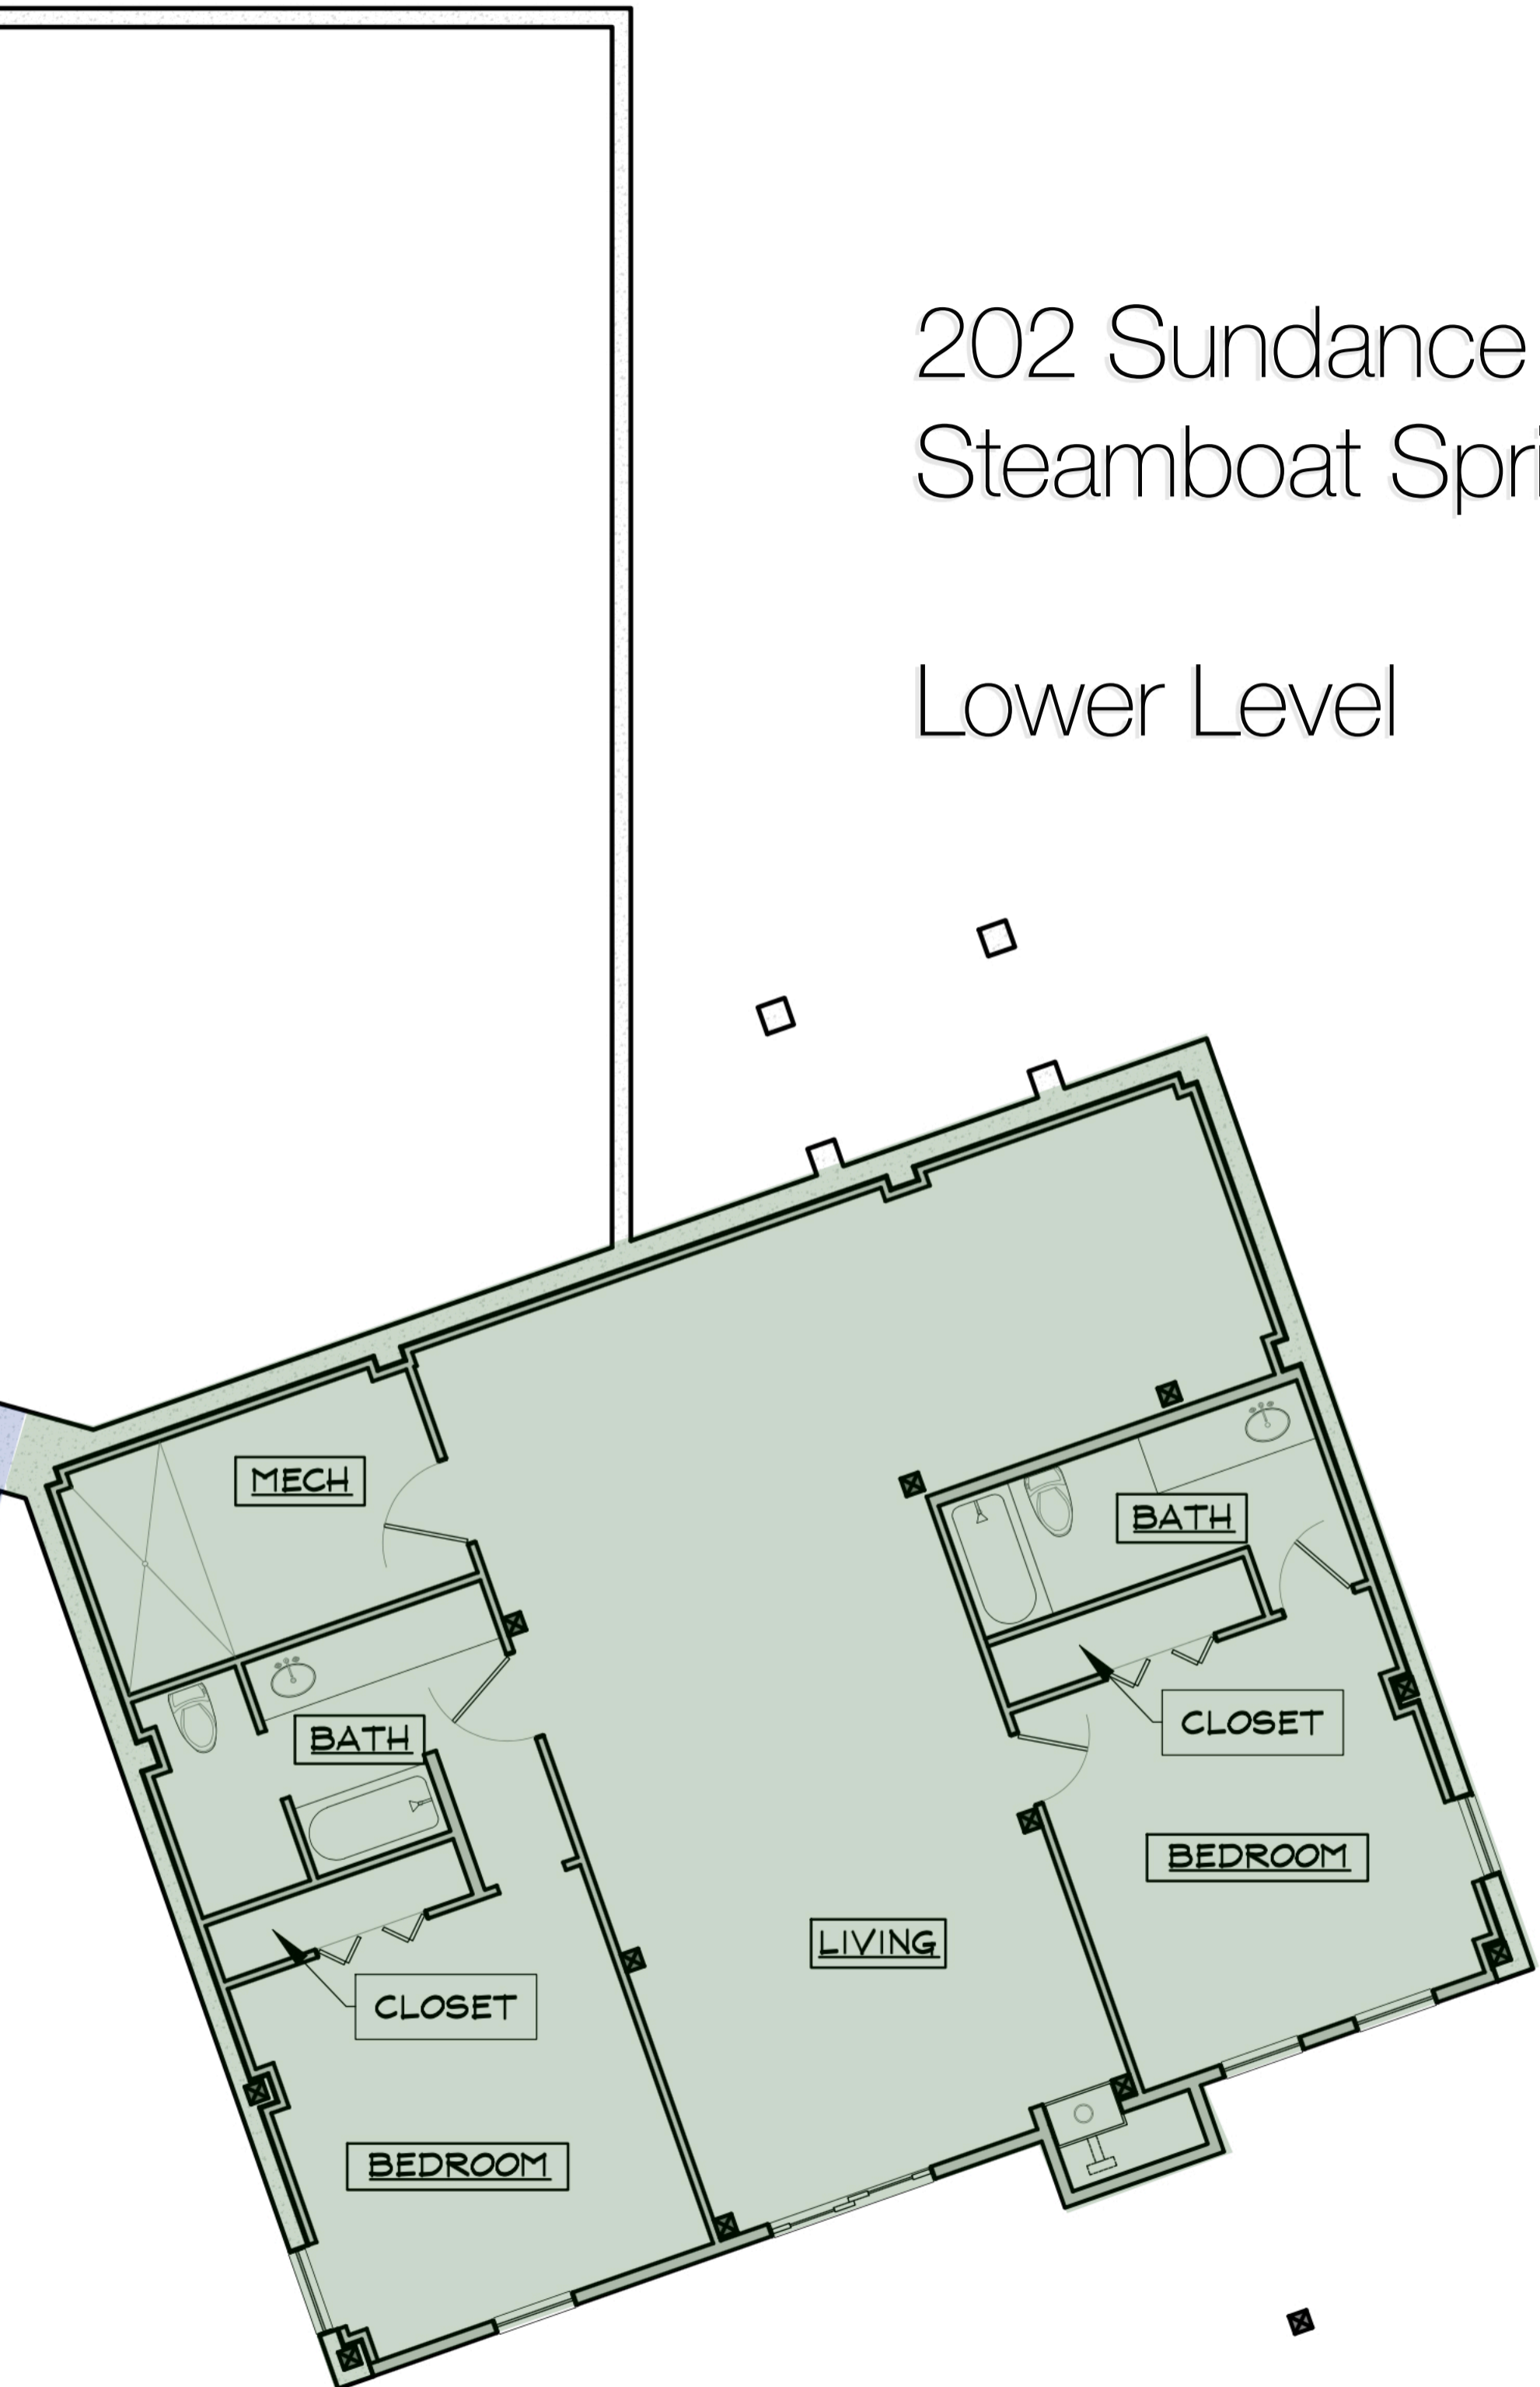 202 Sundance
Steamboat Spri
Lower Level
MECH
BATH
BATH
CLOSET
BEDROOM
LIVING
CLOSET
BEDROOM